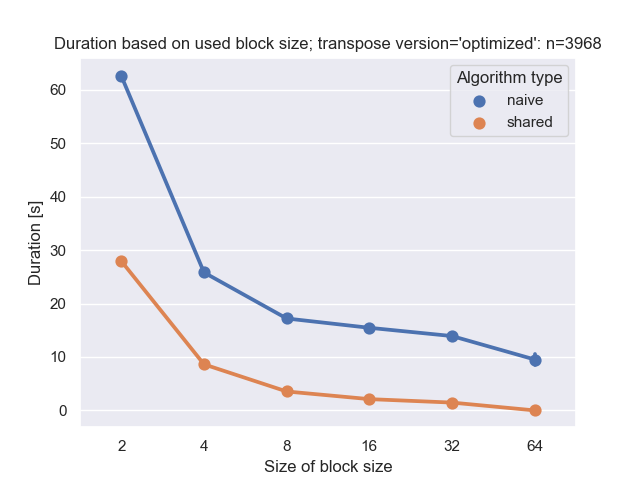 Duration based on used block size; transpose version='optimized': n=3968
Algorithm type
naive
shared
60
50
40
30
20
10
0
Duration [s]
2 4 8 16 32 64
Size of block size